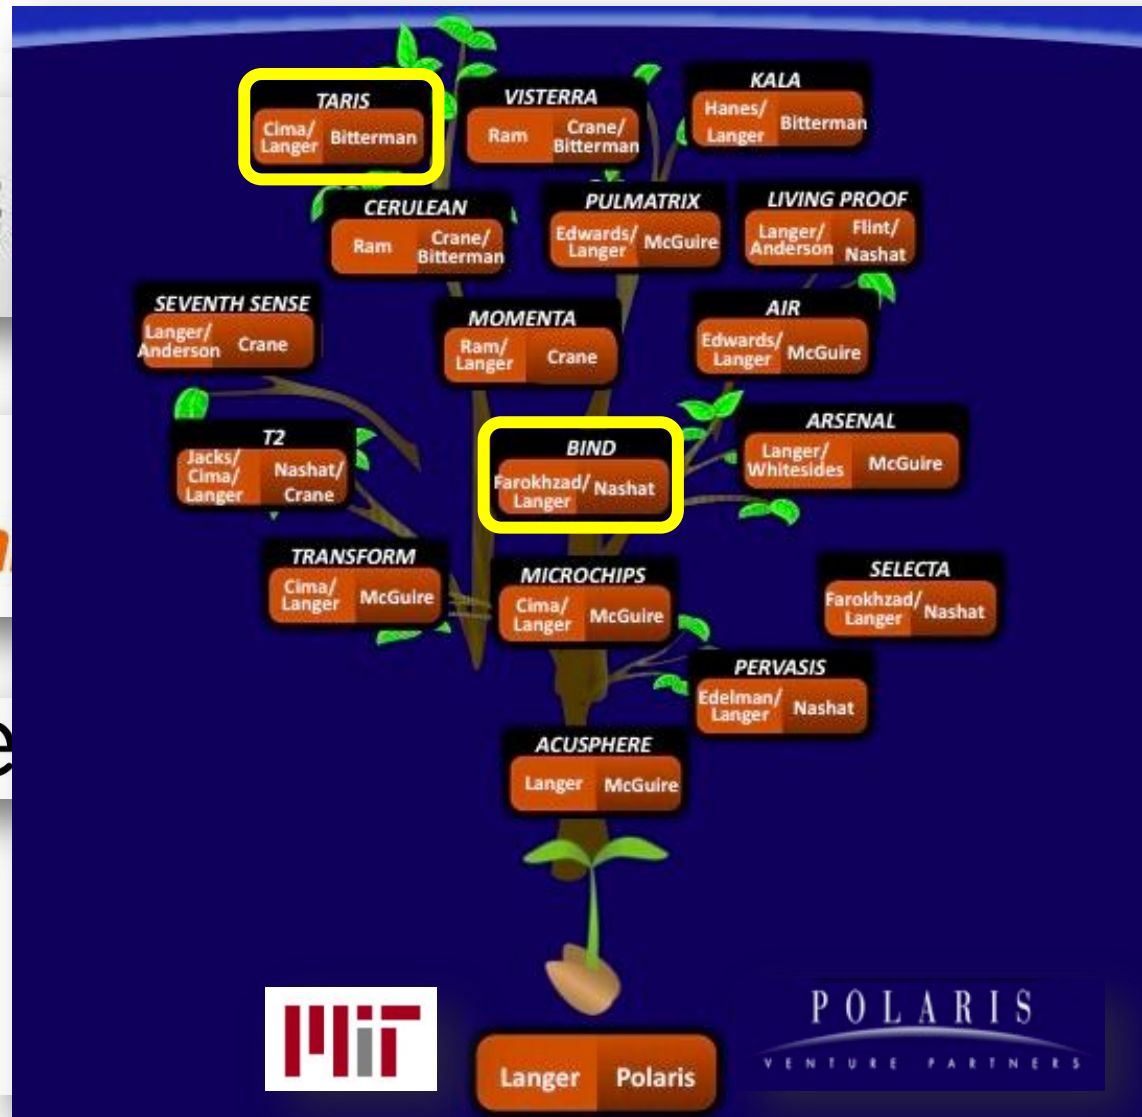 TARIS
Cima/
Langer
Bitterman
VISTERRA
Ram
Crane/
Bitterman
KALA
Hanes/
Langer
Bitterman
CERULEAN
Ram
Crane/
Bitterman
PULMATRIX
Edwards/
Langer
McGuire
LIVING PROOF
Langer/
Anderson
Flint/
Nashat
SEVENTH SENSE
Langer/
Anderson
Crane
MOMENTA
Ram/
Langer
Crane
AIR
Edwards/
Langer
McGuire
T2
Jacks/
Cima/
Langer
Nashat/
Crane
BIND
Farokhzad/
Langer
Nashat
ARSENAL
Langer/
Whitesides
McGuire
TRANSFORM
Cima/
Langer
McGuire
MICROCHIPS
Cima/
Langer
McGuire
SELECTA
Farokhzad/
Langer
Nashat
PERVASIS
Edelman/
Langer
Nashat
ACUSPHERE
Langer
McGuire
MIT
POLARIS
VENTURE PARTNERS
Langer
Polaris